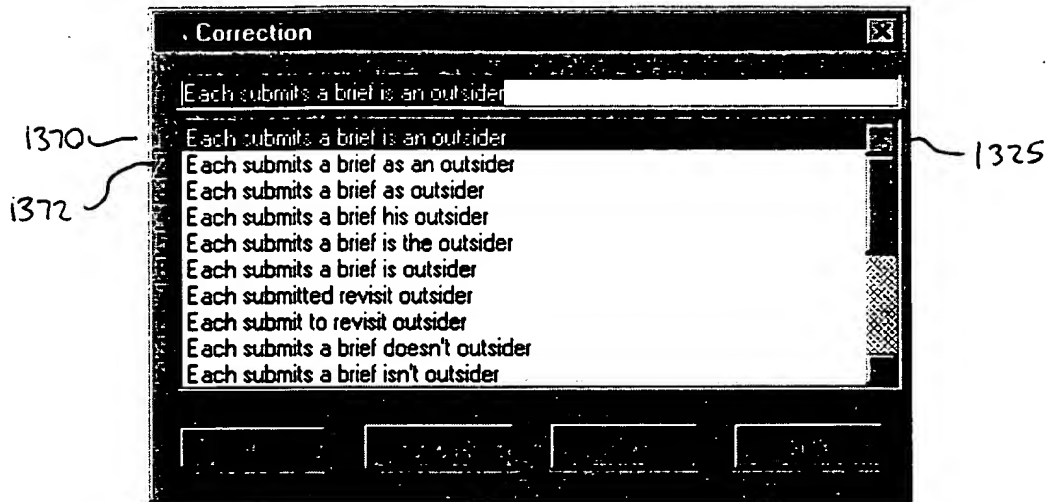 Correction
Each submits a brief is an outsider
1370 Each submits a brief is an outsider 1325
1372 Each submits a brief as an outsider
Each submits a brief as outsider
Each submits a brief his outsider
Each submits a brief is the outsider
Each submits a brief is outsider
Each submitted revisit outsider
Each submit to revisit outsider
Each submits a brief doesn't outsider
Each submits a brief isn't outsider